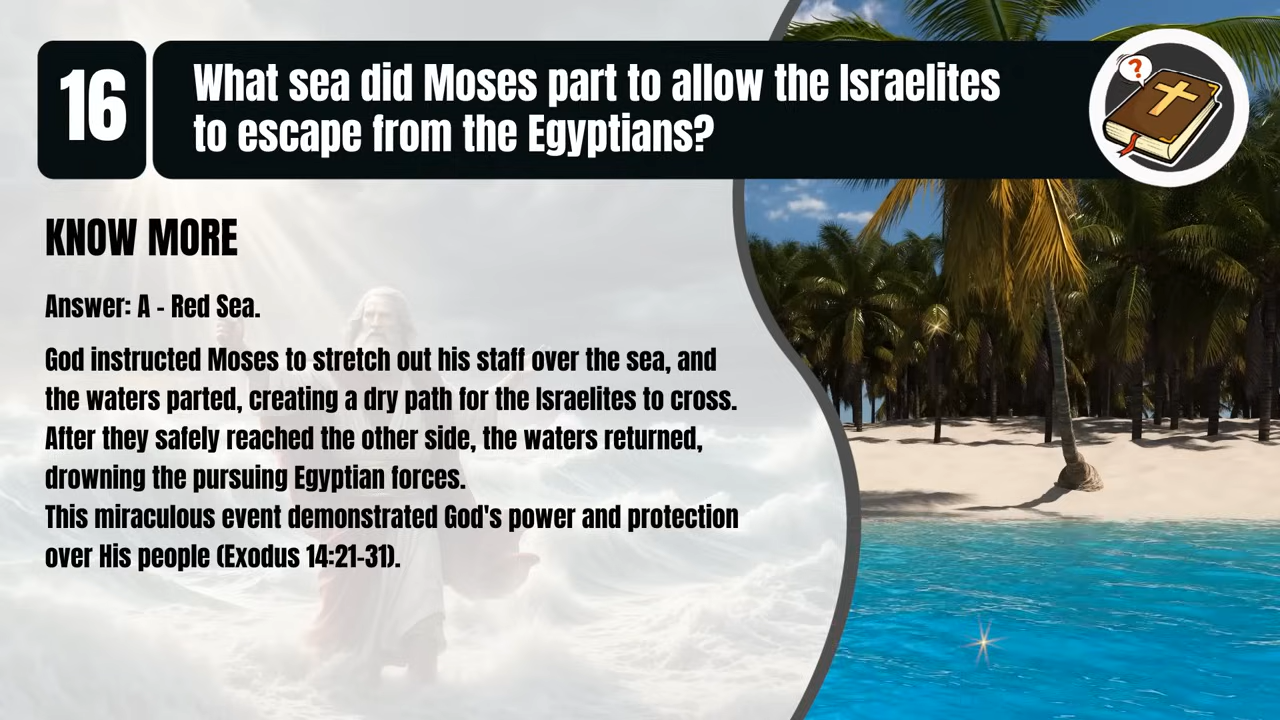 16
What sea did Moses part to allow the Israelites
to escape from the Egyptians?
?
KNOW MORE
Answer: A - Red Sea.
God instructed Moses to stretch out his staff over the sea, and
the waters parted, creating a dry path for the Israelites to cross.
After they safely reached the other side, the waters returned,
drowning the pursuing Egyptian forces.
This miraculous event demonstrated God's power and protection
over His people (Exodus 14:21-31).